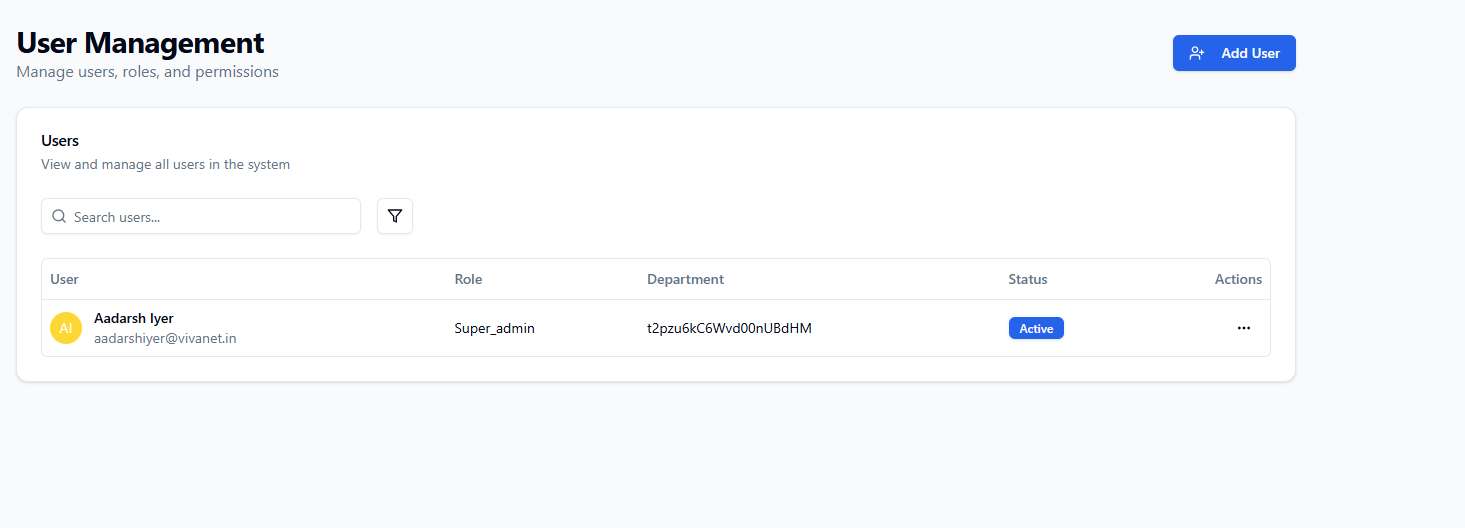 User Management
Manage users, roles, and permissions
Add User
Users
View and manage all users in the system
Search users...
User Role Department Status Actions
AI Aadarsh Iyer
aadarshiyer@vivanet.in
Super_admin t2pzu6kC6Wvd00nUBdHM Active